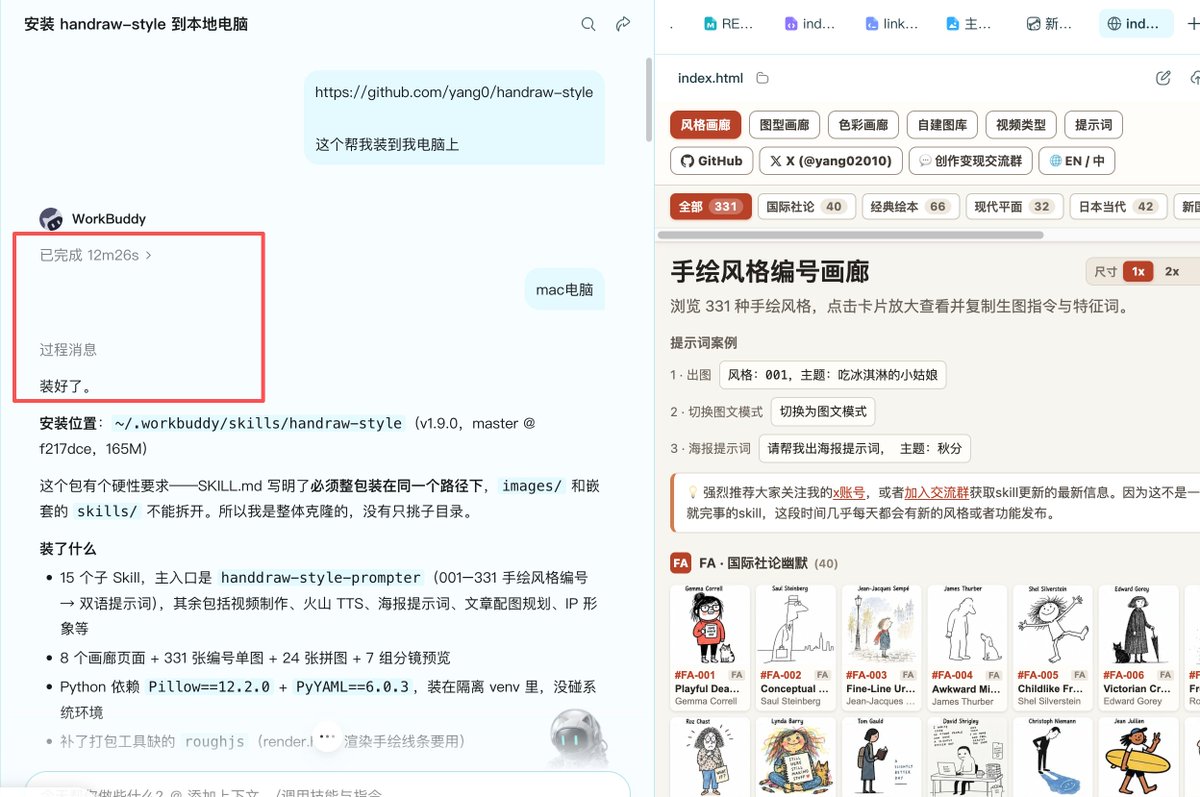 安装 handraw-style 到本地电脑
https://github.com/yang0/handraw-style
这个帮我装到我电脑上
WorkBuddy
已完成 12m26s >
mac电脑
过程消息
装好了。
安装位置： ~/.workbuddy/skills/handraw-style（v1.9.0，master @
f217dce，165M）
这个包有个硬性要求——SKILL.md 写明了必须整包装在同一个路径下， images/ 和嵌
套的 skills/ 不能拆开。所以我是整体克隆的，没有只挑子目录。
装了什么
• 15 个子 Skill，主入口是 handdraw-style-prompter（001—331 手绘风格编号
→ 双语提示词），其余包括视频制作、火山 TTS、海报提示词、文章配图规划、IP 形
象等
• 8 个画廊页面 + 331 张编号单图 + 24 张拼图 + 7 组分镜预览
• Python 依赖 Pillow==12.2.0 + PyYAML==6.0.3，装在隔离 venv 里，没碰系
统环境
• 补了打包工具缺的 roughjs（render.
渲染手绘线条要用）
RE... ind... link... 主... 新... ind...
index.html
风格画廊 图型画廊 色彩画廊 自建图库 视频类型 提示词
GitHub X (@yang02010) 创作变现交流群 EN / 中
全部 331 国际社论 40 经典绘本 66 现代平面 32 日本当代 42 新
手绘风格编号画廊
尺寸 1x 2x
浏览 331 种手绘风格，点击卡片放大查看并复制生图指令与特征词。
提示词案例
1 · 出图 风格：001，主题：吃冰淇淋的小姑娘
2 · 切换图文模式 切换为图文模式
3 · 海报提示词 请帮我出海报提示词， 主题：秋分
强烈推荐大家关注我的x账号，或者加入交流群获取skill更新的最新信息。因为这不是一
就完事的skill，这段时间几乎每天都会有新的风格或者功能发布。
FA FA · 国际社论幽默 (40)
Gemma Correll Saul Steinberg Jean-Jacques Sempé James Thurber Shel Silverstein Edward Gorey
#FA-001 FA #FA-002 FA #FA-003 FA #FA-004 FA #FA-005 FA #FA-006 FA
Playful Dea... Conceptual ... Fine-Line Ur... Awkward Mi... Childlike Fr... Victorian Cr...
Gemma Correll Saul Steinberg Jean-Jacques ... James Thurber Shel Silverstein Edward Gorey
Roz Chast Lynda Barry Tom Gauld David Shrigley Christoph Niemann Jean Jullien